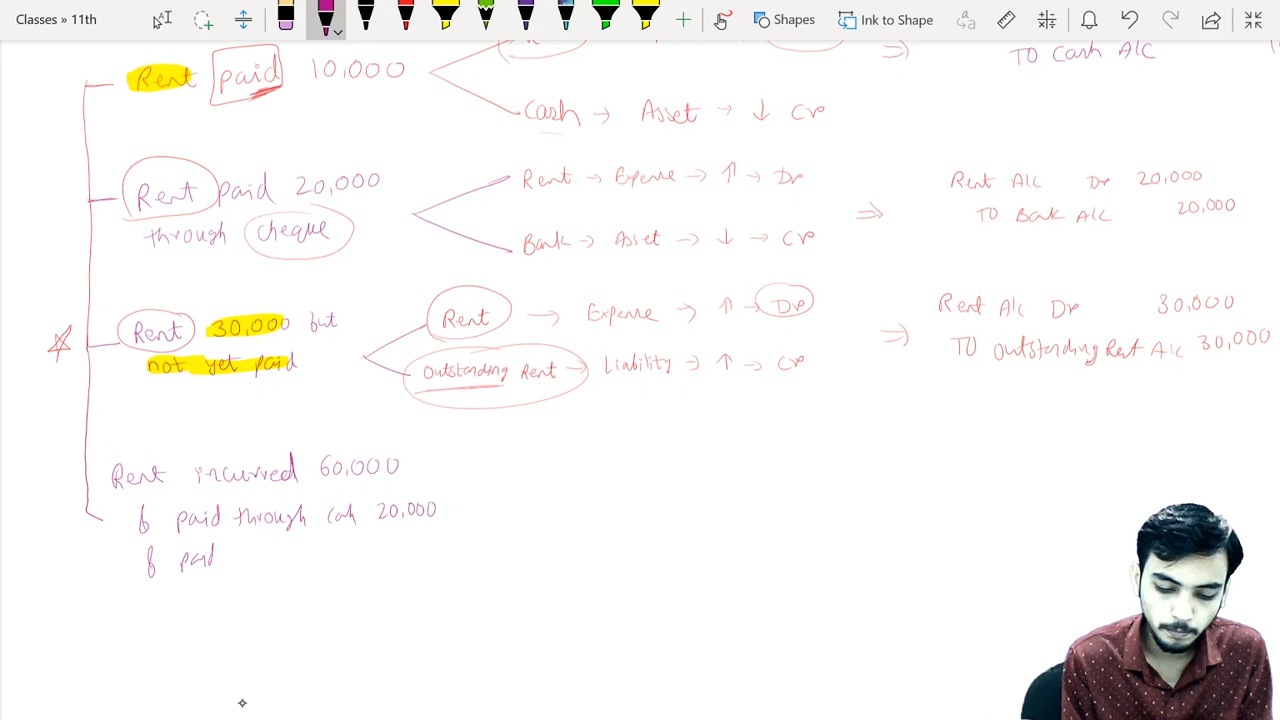 Classes » 11th
Shapes
Ink to Shape
Rent paid 10,000
TO Cash A/C
Cash → Asset → ↓ Cr
Rent paid 20,000
through cheque
Rent → Expense → ↑ → Dr
Bank → Asset → ↓ → Cr
⇒
Rent A/C Dr 20,000
TO Bank A/C 20,000
Rent 30,000 but
not yet paid
Rent → Expense → ↑ → Dr
Outstanding Rent → Liability → ↑ → Cr
⇒
Rent A/c Dr 30,000
TO Outstanding Rent A/C 30,000
Rent incurred 60,000
paid through cah 20,000
paid